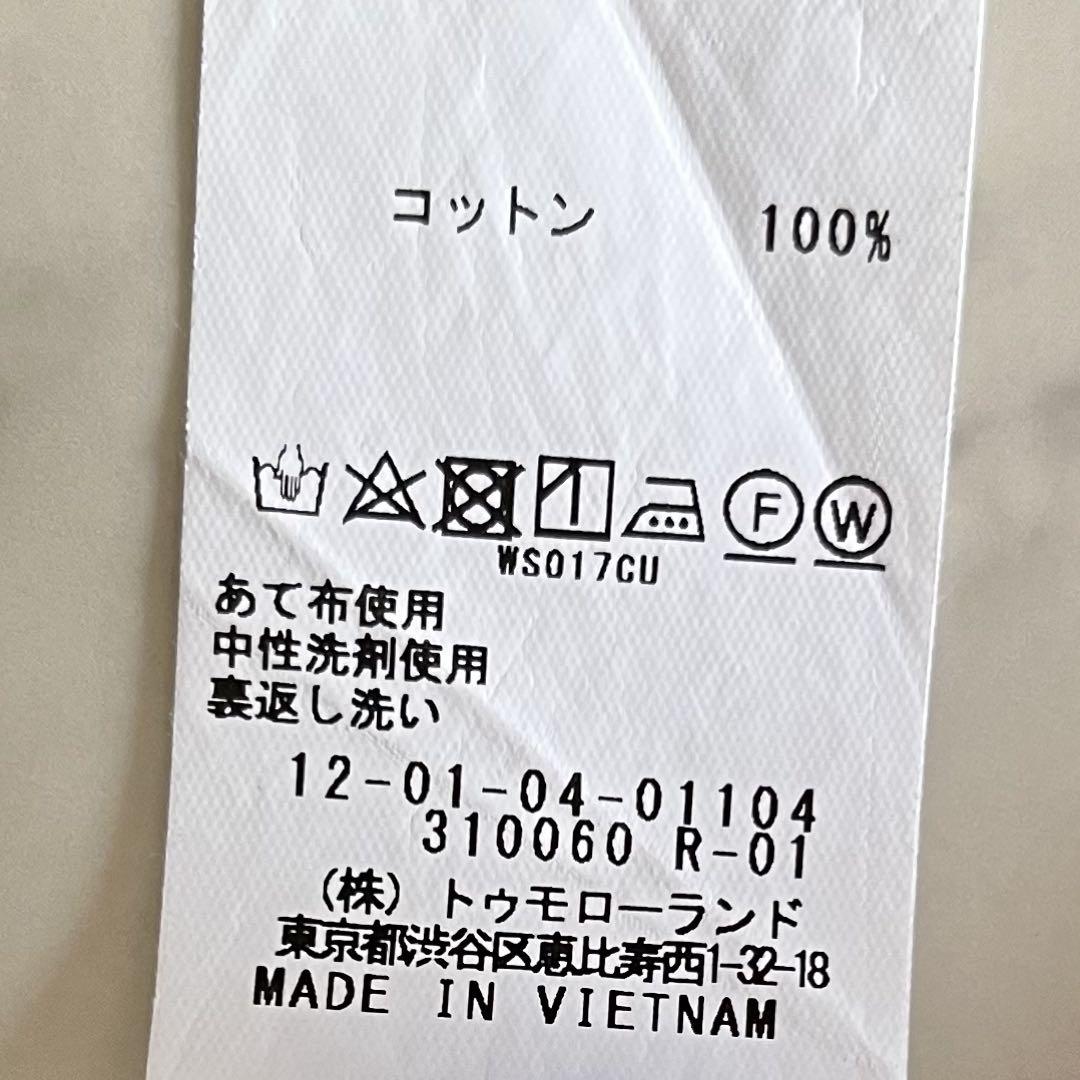 コットン 100%
F W
WS017CU
あて布使用
中性洗剤使用
裏返し洗い
12-01-04-01104
310060 R-01
(株) トゥモローランド
東京都渋谷区恵比寿西1-32-18
MADE IN VIETNAM